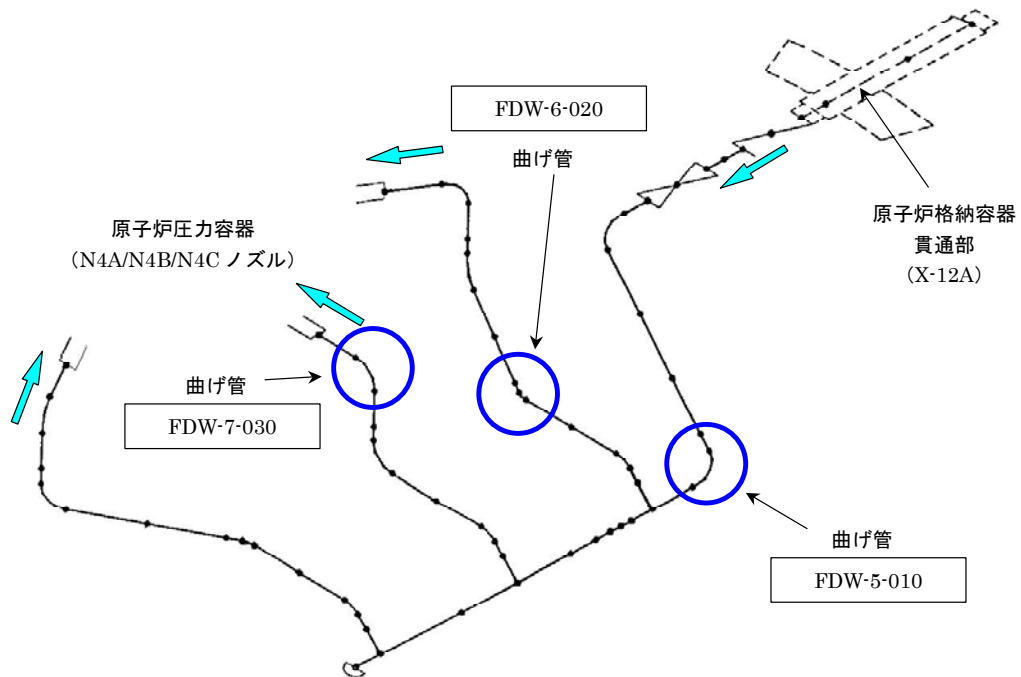 FDW-6-020
曲げ管
原子炉格納容器
貫通部
(X-12A)
原子炉圧力容器
(N4A/N4B/N4C ノズル)
曲げ管
FDW-7-030
曲げ管
FDW-5-010